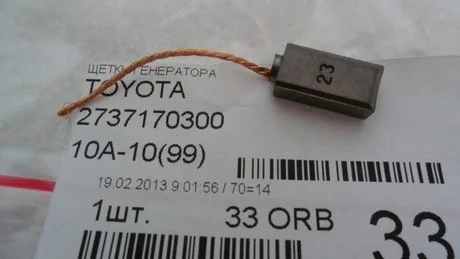 23
ЩЕТКИ ГЕНЕРАТОРА
TOYOTA
2737170300
10A-10(99)
19.02.2013 9:01:56 / 70=14
1шт. 33 ORB 33